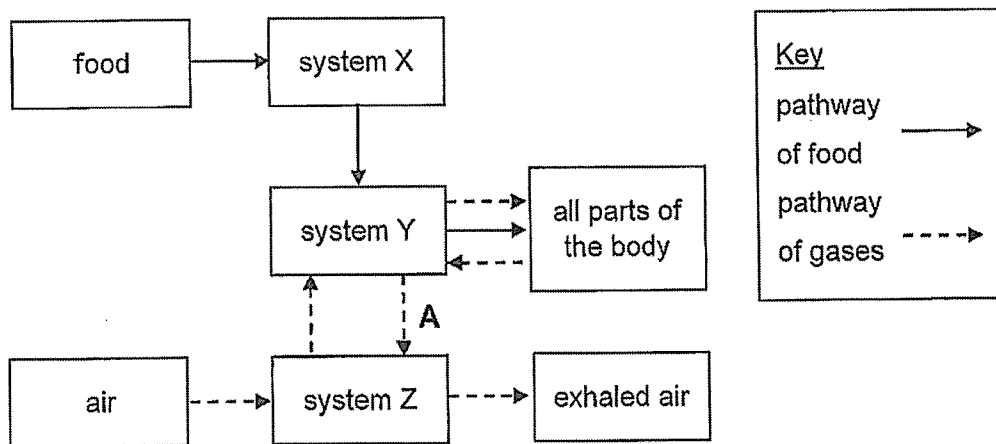 food
system X
Key
pathway
of food
pathway
of gases
system Y
all parts of
the body
A
air
system Z
exhaled air